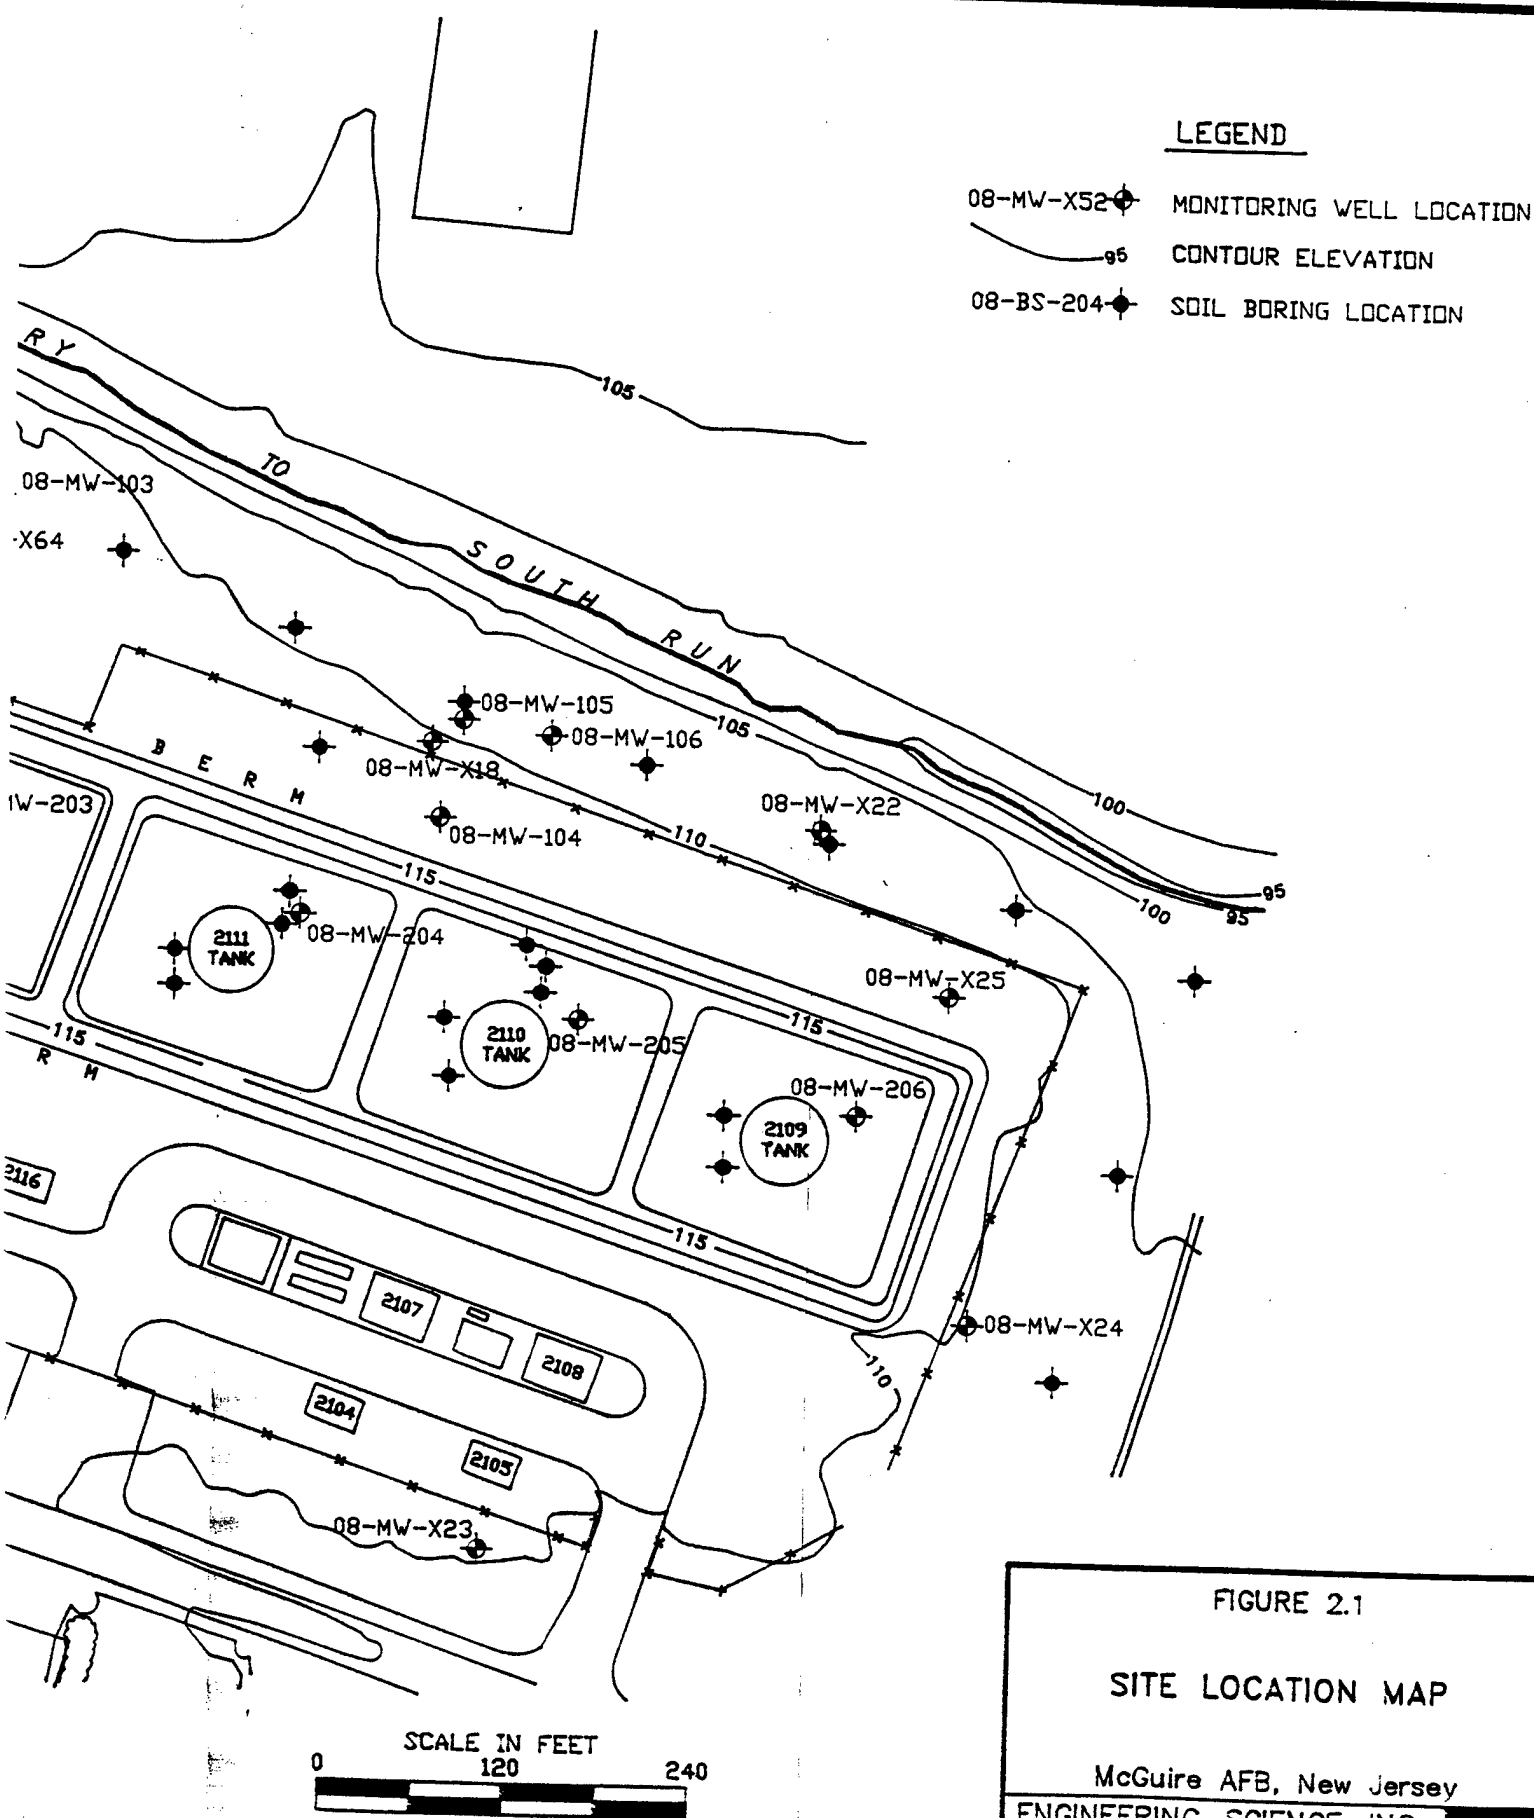 LEGEND
08-MW-X52 MONITORING WELL LOCATION
95 CONTOUR ELEVATION
08-BS-204 SOIL BORING LOCATION
105
RY TO SOUTH RUN
08-MW-103
-X64
08-MW-105
105
08-MW-106
BERM
08-MW-X18
100
08-MW-X22
W-203
110
08-MW-104
115
95
100
95
08-MW-204
2111
TANK
08-MW-X25
115
115
2110
TANK
08-MW-205
RM
08-MW-206
2109
TANK
2116
115
2107
08-MW-X24
2108
110
2104
2105
08-MW-X23
FIGURE 2.1
SITE LOCATION MAP
SCALE IN FEET
0 120 240
McGuire AFB, New Jersey